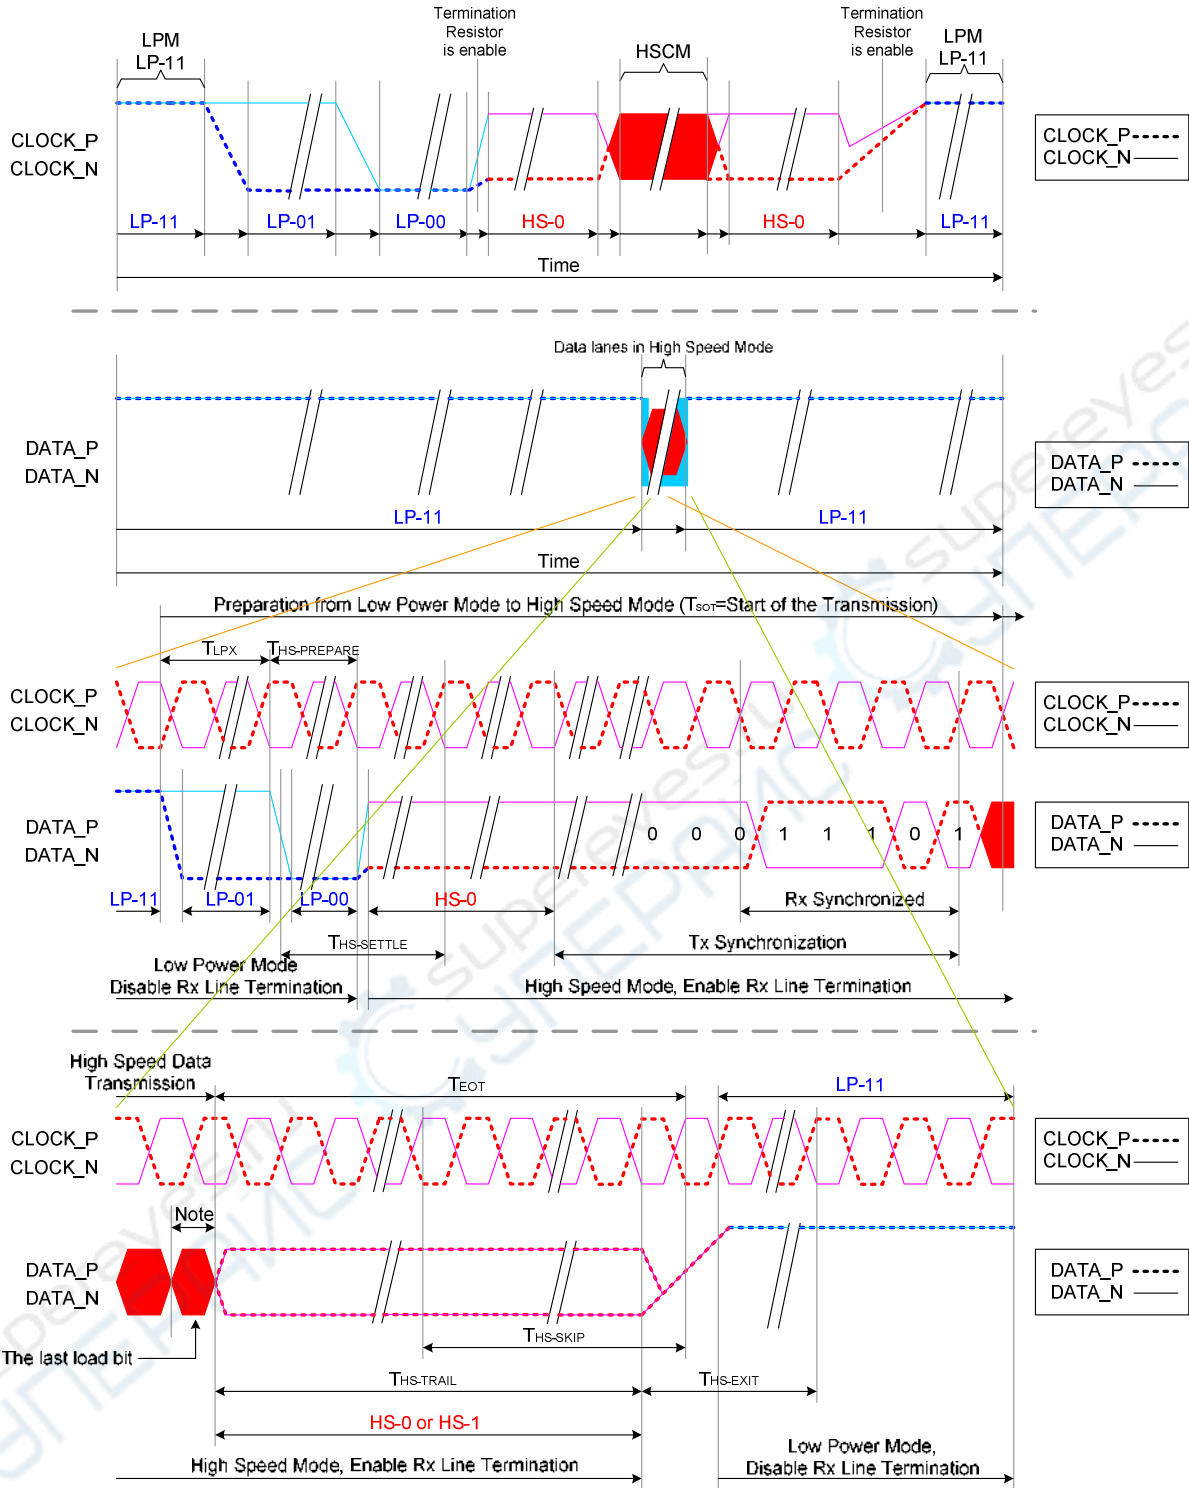 Termination
Resistor
is enable
Termination
Resistor
is enable
LPM
LP-11
HSCM
LPM
LP-11
CLOCK_P
CLOCK_N
CLOCK_P
CLOCK_N
LP-11
LP-01
LP-00
HS-0
HS-0
LP-11
Time
Data lanes in High Speed Mode
DATA_P
DATA_N
DATA_P
DATA_N
LP-11
LP-11
Time
Preparation from Low Power Mode to High Speed Mode (TSOT=Start of the Transmission)
TLPX
THS-PREPARE
CLOCK_P
CLOCK_N
CLOCK_P
CLOCK_N
DATA_P
DATA_N
0 0 0 1 1 1 0 1
DATA_P
DATA_N
LP-11
LP-01
LP-00
HS-0
Rx Synchronized
THS-SETTLE
Tx Synchronization
Low Power Mode
Disable Rx Line Termination
High Speed Mode, Enable Rx Line Termination
High Speed Data
Transmission
TEOT
LP-11
CLOCK_P
CLOCK_N
CLOCK_P
CLOCK_N
Note
DATA_P
DATA_N
DATA_P
DATA_N
The last load bit
THS-SKIP
THS-TRAIL
THS-EXIT
HS-0 or HS-1
High Speed Mode, Enable Rx Line Termination
Low Power Mode,
Disable Rx Line Termination
supereyes.ru
СУПЕРАЙС